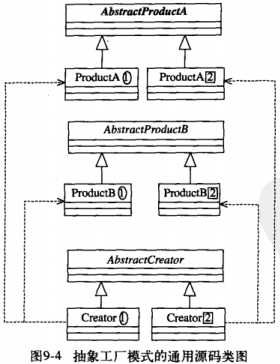 AbstractProductA
ProductA1 ProductA2
AbstractProductB
ProductB1 ProductB2
AbstractCreator
Creator1 Creator2
图9-4 抽象工厂模式的通用源码类图